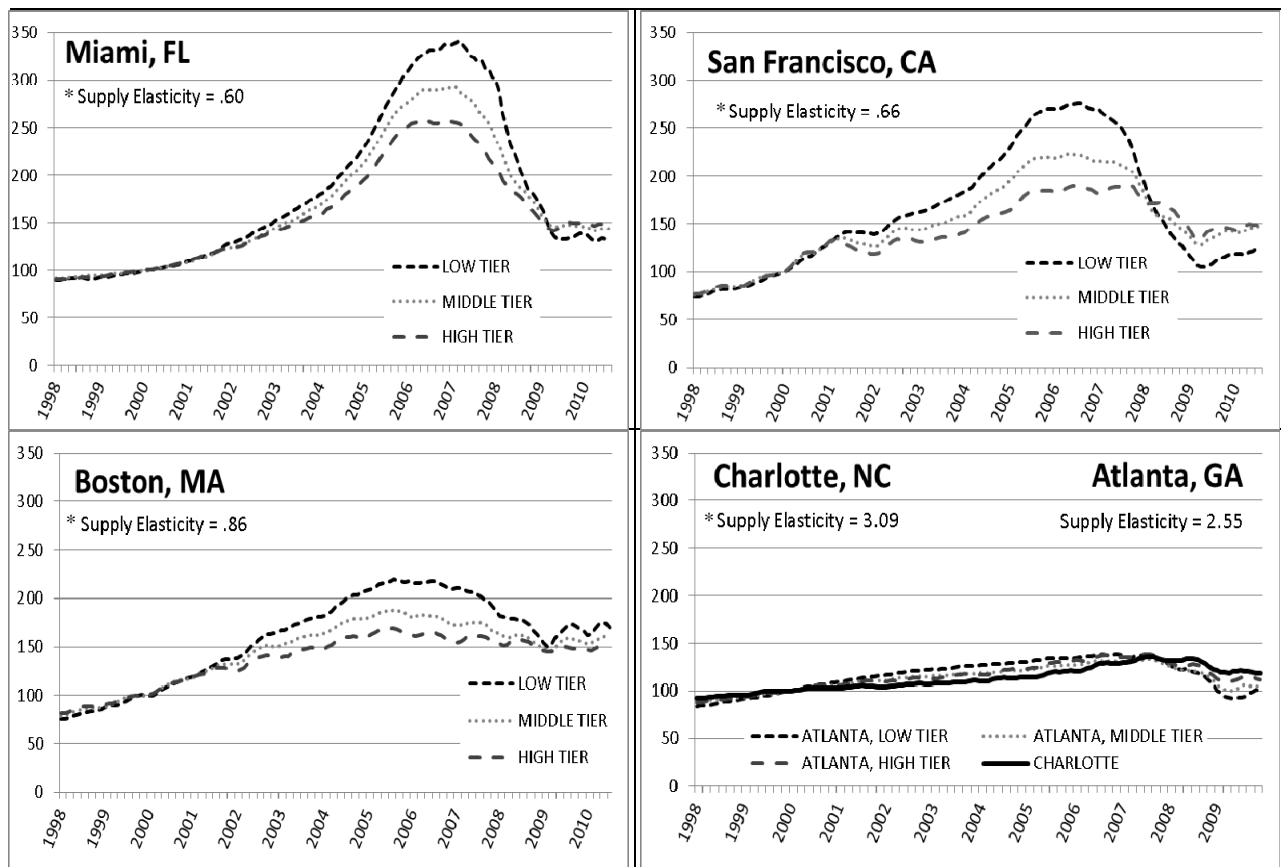 Miami, FL
* Supply Elasticity = .60
350
300
250
200
150
100
50
0
LOW TIER
MIDDLE TIER
HIGH TIER
1998 1999 2000 2001 2002 2003 2004 2005 2006 2007 2008 2009 2010
San Francisco, CA
* Supply Elasticity = .66
350
300
250
200
150
100
50
0
LOW TIER
MIDDLE TIER
HIGH TIER
1998 1999 2000 2001 2002 2003 2004 2005 2006 2007 2008 2009 2010
Boston, MA
* Supply Elasticity = .86
350
300
250
200
150
100
50
0
LOW TIER
MIDDLE TIER
HIGH TIER
1998 1999 2000 2001 2002 2003 2004 2005 2006 2007 2008 2009 2010
Charlotte, NC Atlanta, GA
* Supply Elasticity = 3.09 Supply Elasticity = 2.55
350
300
250
200
150
100
50
0
ATLANTA, LOW TIER ATLANTA, MIDDLE TIER
ATLANTA, HIGH TIER CHARLOTTE
1998 1999 2000 2001 2002 2003 2004 2005 2006 2007 2008 2009